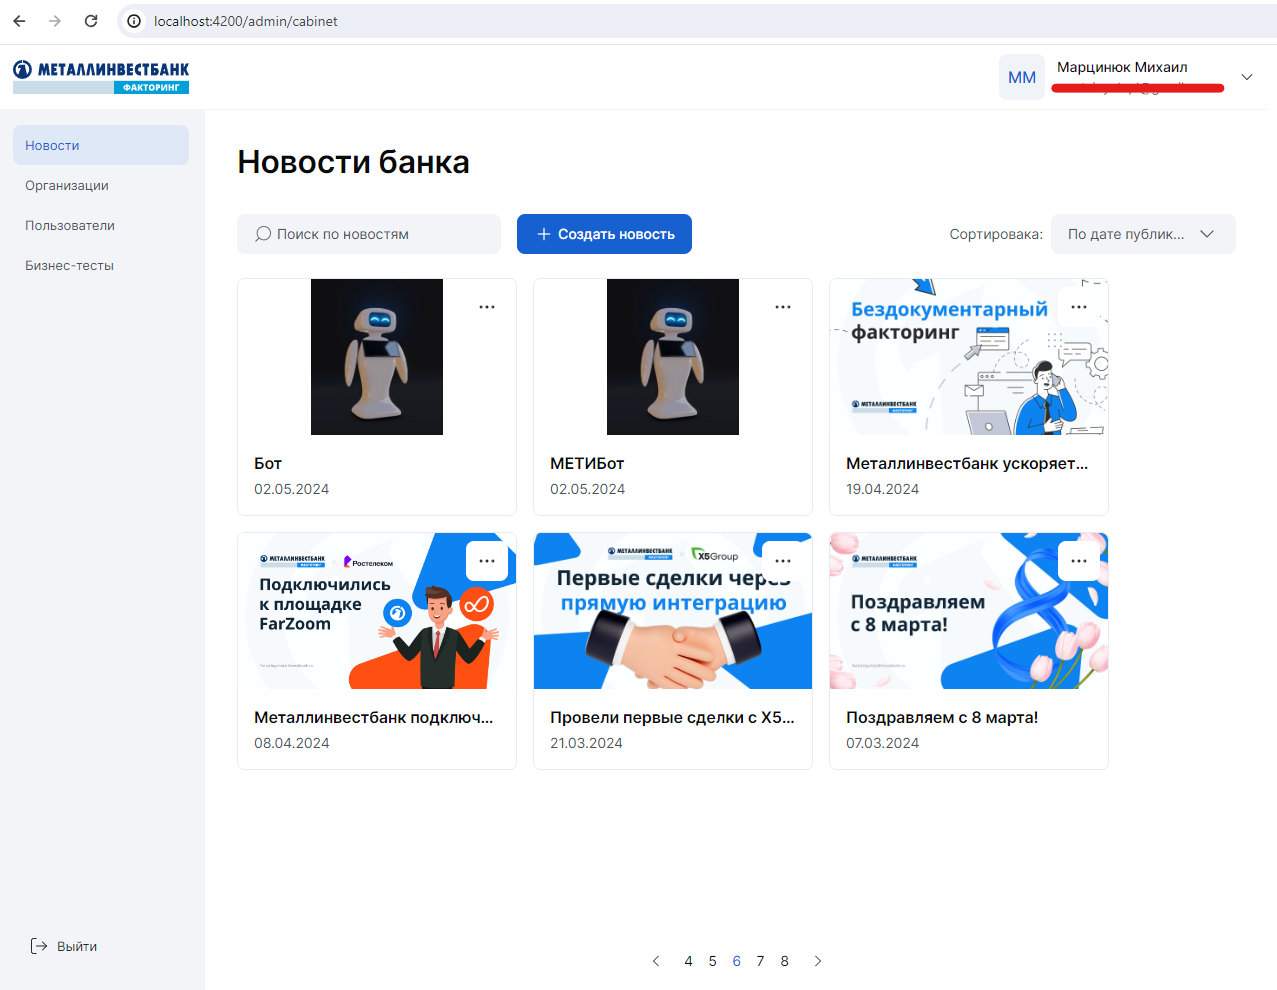 localhost:4200/admin/cabinet
МЕТАЛЛИНВЕСТБАНК
ФАКТОРИНГ
ММ
Марцинюк Михаил
Новости
Организации
Пользователи
Бизнес-тесты
Выйти
Новости банка
Поиск по новостям
Создать новость
Сортировака:
По дате публик...
Бот
02.05.2024
МЕТИБот
02.05.2024
Бездокументарный
факторинг
МЕТАЛЛИНВЕСТБАНК
ФАКТОРИНГ
Металлинвестбанк ускоряет...
19.04.2024
МЕТАЛЛИНВЕСТБАНК
ФАКТОРИНГ
Ростелеком
Подключились
к площадке
FarZoom
Металлинвестбанк подключ...
08.04.2024
МЕТАЛЛИНВЕСТБАНК
ФАКТОРИНГ
X5Group
Первые сделки через
прямую интеграцию
Провели первые сделки с X5...
21.03.2024
МЕТАЛЛИНВЕСТБАНК
ФАКТОРИНГ
Поздравляем
с 8 марта!
Поздравляем с 8 марта!
07.03.2024
4 5 6 7 8